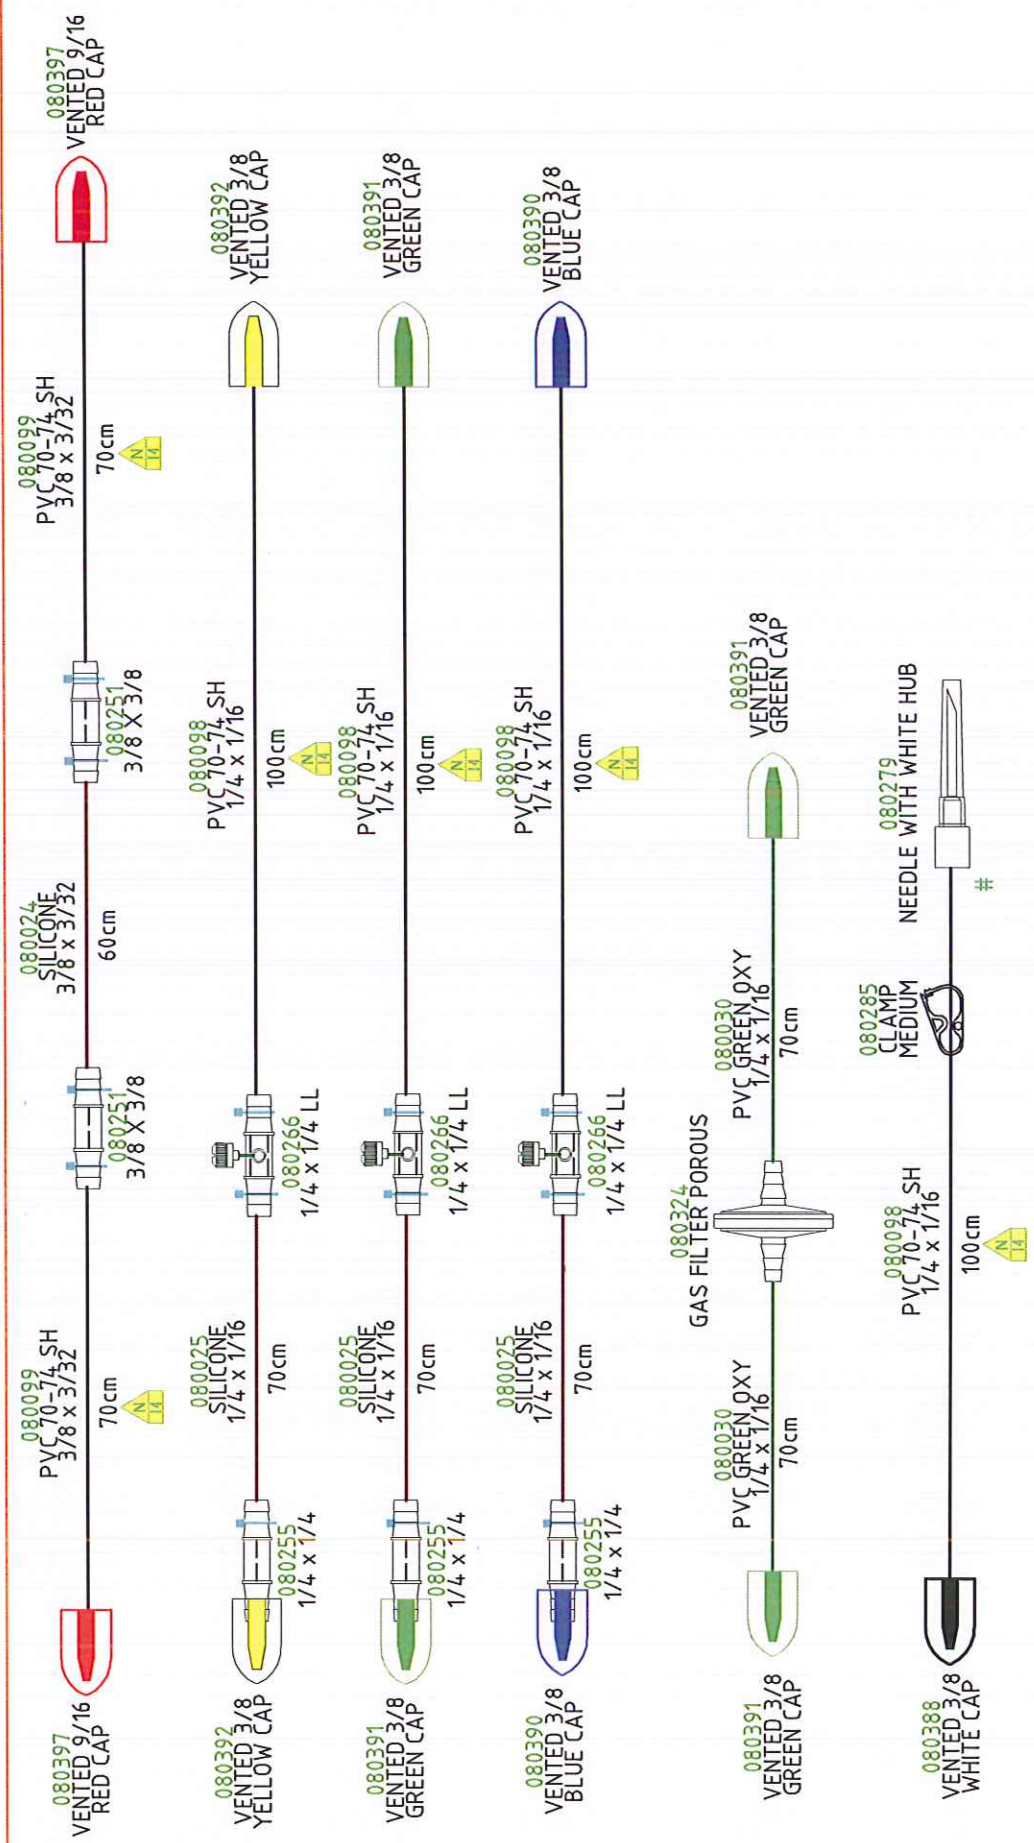 080397
VENTED 9/16
RED CAP
080099
PVC 70-74 SH
3/8 x 3/32
70cm
N
14
080251
3/8 X 3/8
080024
SILICONE
3/8 x 3/32
60cm
080251
3/8 X 3/8
080099
PVC 70-74 SH
3/8 x 3/32
70cm
N
14
080397
VENTED 9/16
RED CAP
080392
VENTED 3/8
YELLOW CAP
080255
1/4 x 1/4
080025
SILICONE
1/4 x 1/16
70cm
080266
1/4 x 1/4 LL
080098
PVC 70-74 SH
1/4 x 1/16
100cm
N
14
080392
VENTED 3/8
YELLOW CAP
080391
VENTED 3/8
GREEN CAP
080255
1/4 x 1/4
080025
SILICONE
1/4 x 1/16
70cm
080266
1/4 x 1/4 LL
080098
PVC 70-74 SH
1/4 x 1/16
100cm
N
14
080391
VENTED 3/8
GREEN CAP
080390
VENTED 3/8
BLUE CAP
080255
1/4 x 1/4
080025
SILICONE
1/4 x 1/16
70cm
080266
1/4 x 1/4 LL
080098
PVC 70-74 SH
1/4 x 1/16
100cm
N
14
080390
VENTED 3/8
BLUE CAP
080391
VENTED 3/8
GREEN CAP
080030
PVC GREEN OXY
1/4 x 1/16
70cm
080324
GAS FILTER POROUS
080030
PVC GREEN OXY
1/4 x 1/16
70cm
080391
VENTED 3/8
GREEN CAP
080388
VENTED 3/8
WHITE CAP
080098
PVC 70-74 SH
1/4 x 1/16
100cm
N
14
080285
CLAMP
MEDIUM
080279
NEEDLE WITH WHITE HUB
#